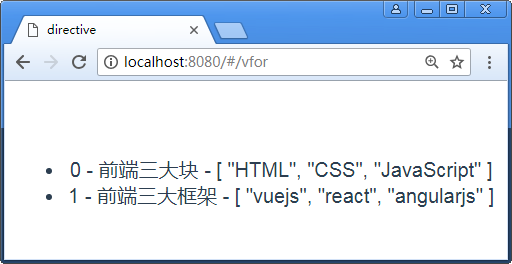 directive
localhost:8080/#/vfor
0 - 前端三大块 - [ "HTML", "CSS", "JavaScript" ]
1 - 前端三大框架 - [ "vuejs", "react", "angularjs" ]